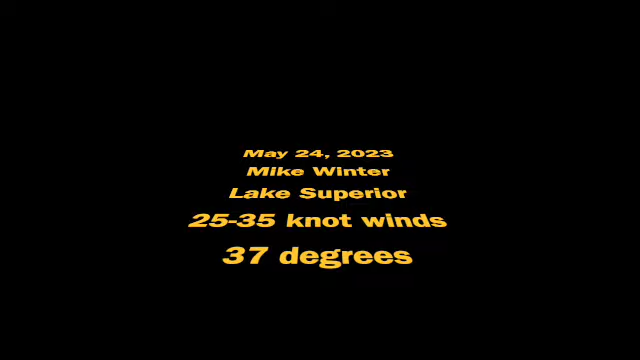 May 24, 2023
Mike Winter
Lake Superior
25-35 knot winds
37 degrees